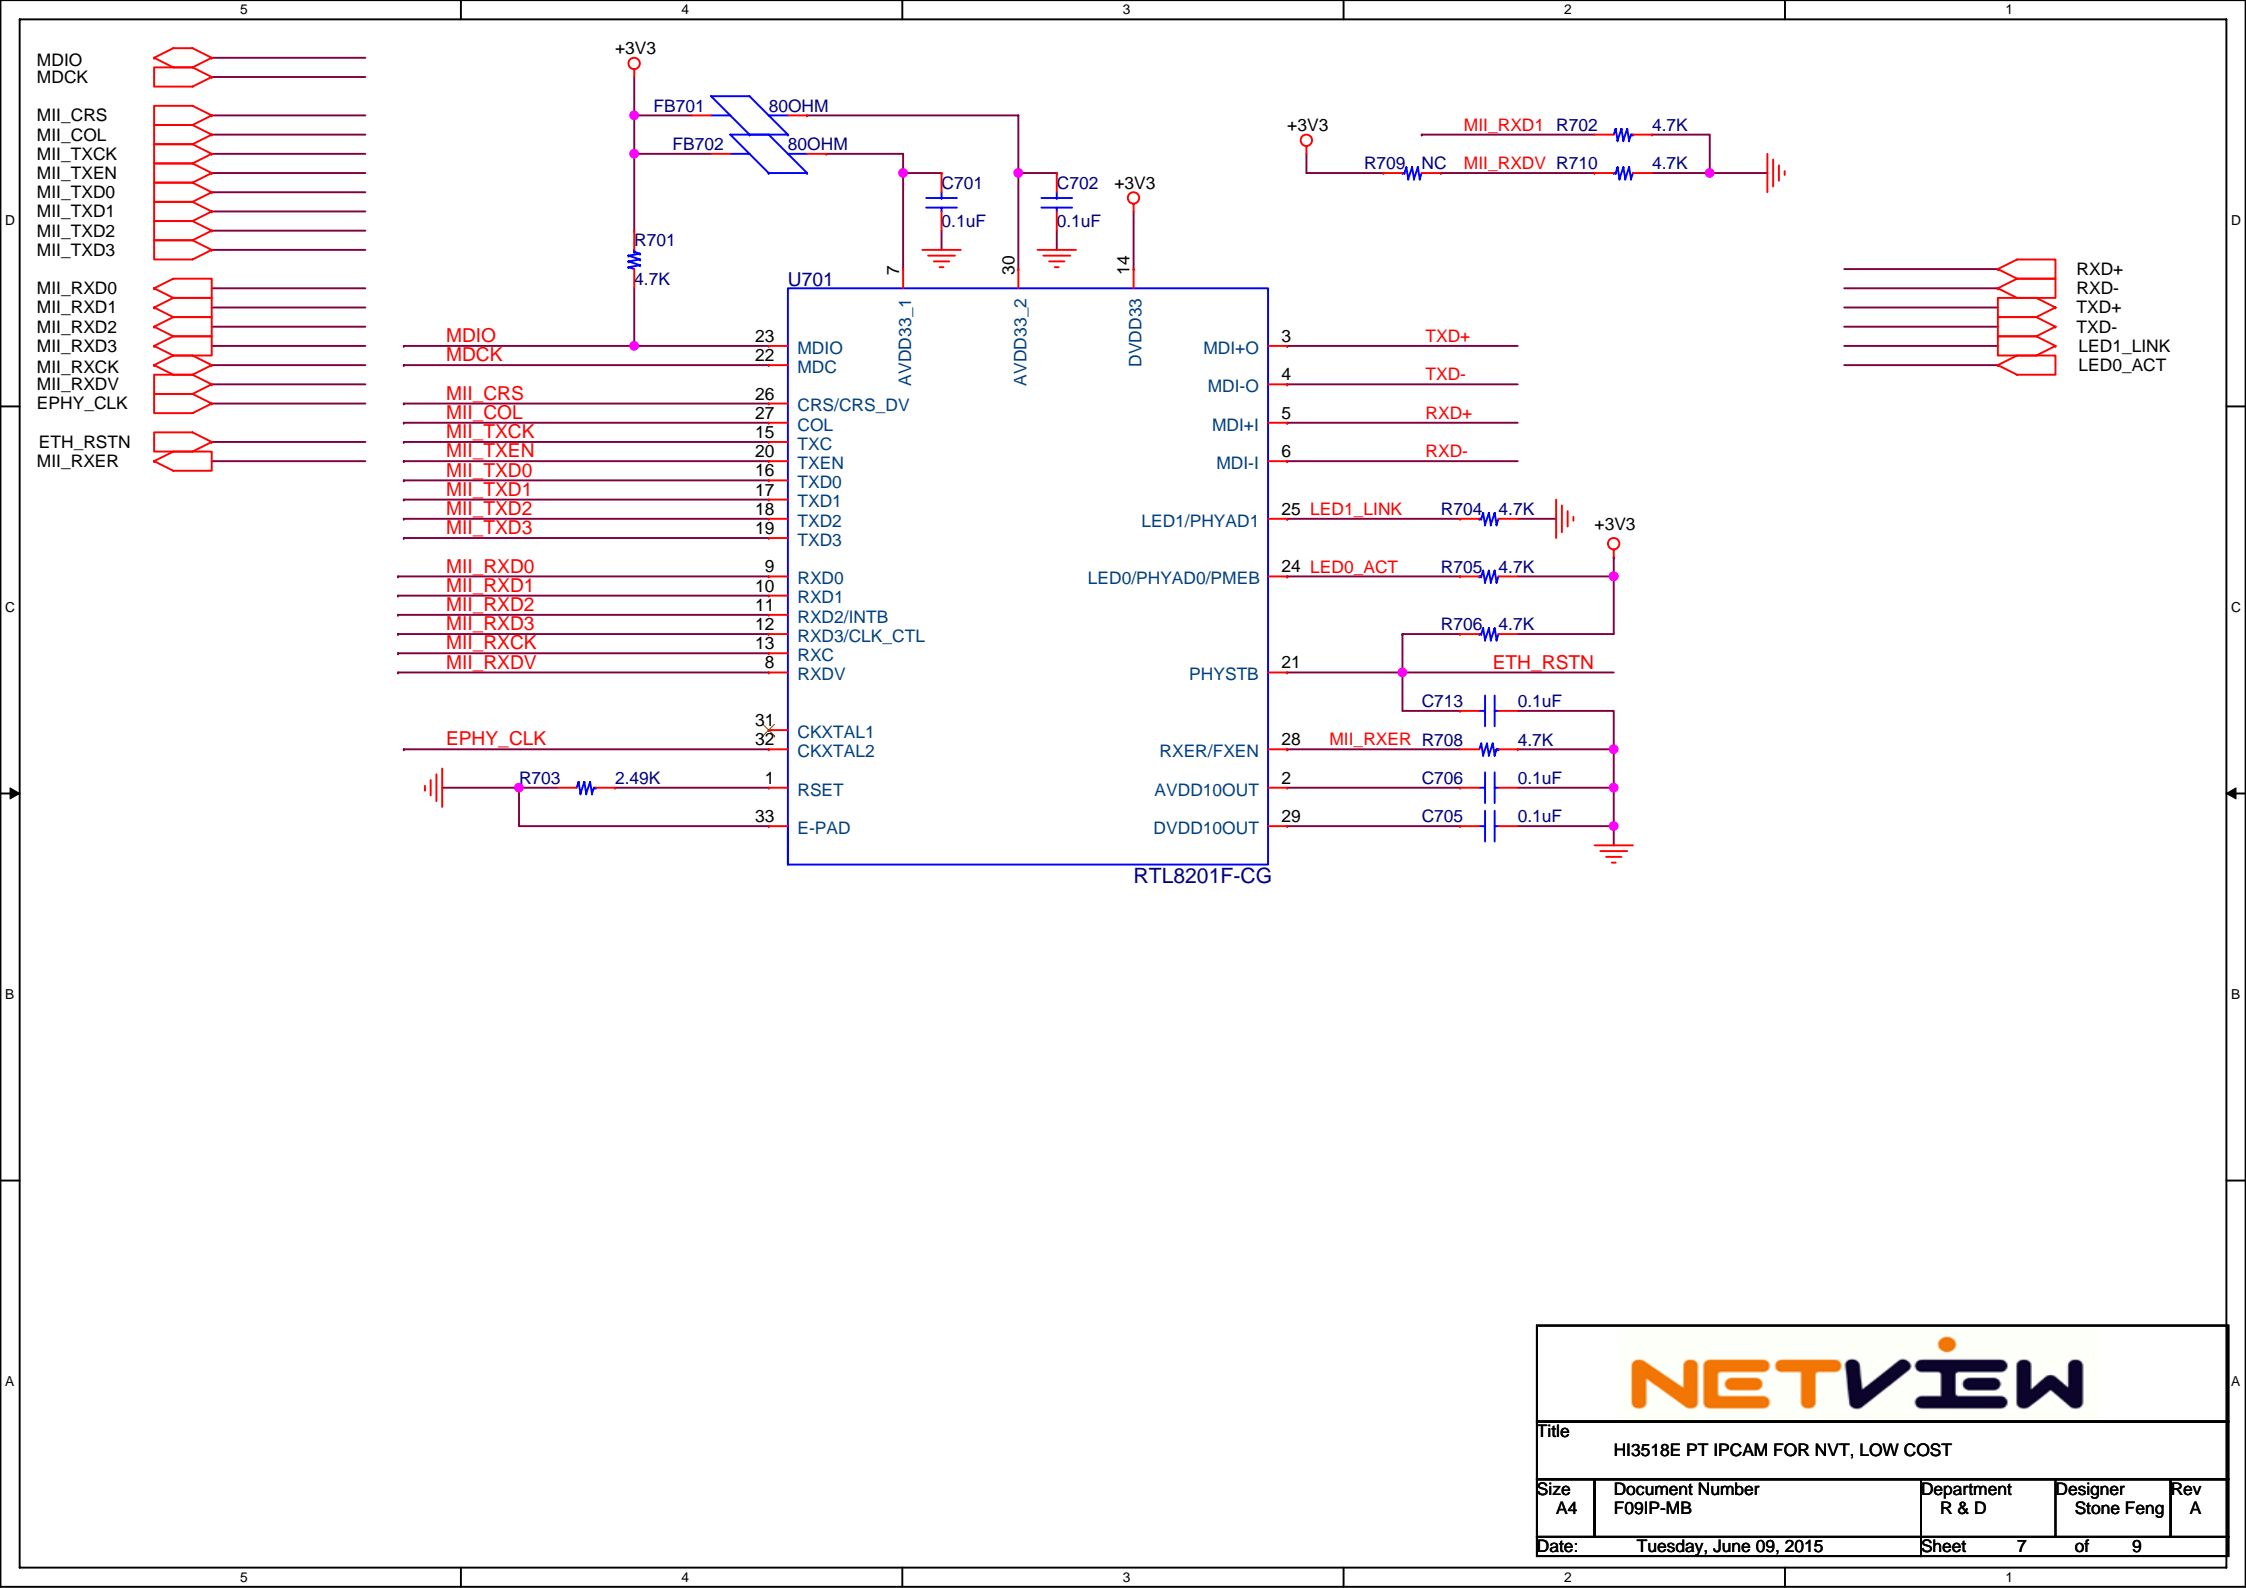 5 4 3 2 1
MDIO
MDCK
MII_CRS
MII_COL
MII_TXCK
MII_TXEN
MII_TXD0
MII_TXD1
MII_TXD2
MII_TXD3
MII_RXD0
MII_RXD1
MII_RXD2
MII_RXD3
MII_RXCK
MII_RXDV
EPHY_CLK
ETH_RSTN
MII_RXER
+3V3
FB701 80OHM
FB702 80OHM
C701
0.1uF
C702
0.1uF
+3V3
R701
4.7K
+3V3
MII_RXD1 R702 4.7K
R709 NC MII_RXDV R710 4.7K
RXD+
RXD-
TXD+
TXD-
LED1_LINK
LED0_ACT
D D
U701
7 AVDD33_1
30 AVDD33_2
14 DVDD33
MDIO 23 MDIO
MDCK 22 MDC
MII_CRS 26 CRS/CRS_DV
MII_COL 27 COL
MII_TXCK 15 TXC
MII_TXEN 20 TXEN
MII_TXD0 16 TXD0
MII_TXD1 17 TXD1
MII_TXD2 18 TXD2
MII_TXD3 19 TXD3
MII_RXD0 9 RXD0
MII_RXD1 10 RXD1
MII_RXD2 11 RXD2/INTB
MII_RXD3 12 RXD3/CLK_CTL
MII_RXCK 13 RXC
MII_RXDV 8 RXDV
31 CKXTAL1
EPHY_CLK 32 CKXTAL2
R703 2.49K 1 RSET
33 E-PAD
MDI+O 3 TXD+
MDI-O 4 TXD-
MDI+I 5 RXD+
MDI-I 6 RXD-
LED1/PHYAD1 25 LED1_LINK R704 4.7K
+3V3
LED0/PHYAD0/PMEB 24 LED0_ACT R705 4.7K
R706 4.7K
PHYSTB 21 ETH_RSTN
C713 0.1uF
RXER/FXEN 28 MII_RXER R708 4.7K
AVDD10OUT 2 C706 0.1uF
DVDD10OUT 29 C705 0.1uF
RTL8201F-CG
C C
B B
A A
NETVIEW
Title
HI3518E PT IPCAM FOR NVT, LOW COST
Size Document Number Department Designer Rev
A4 F09IP-MB R & D Stone Feng A
Date: Tuesday, June 09, 2015 Sheet 7 of 9
5 4 3 2 1